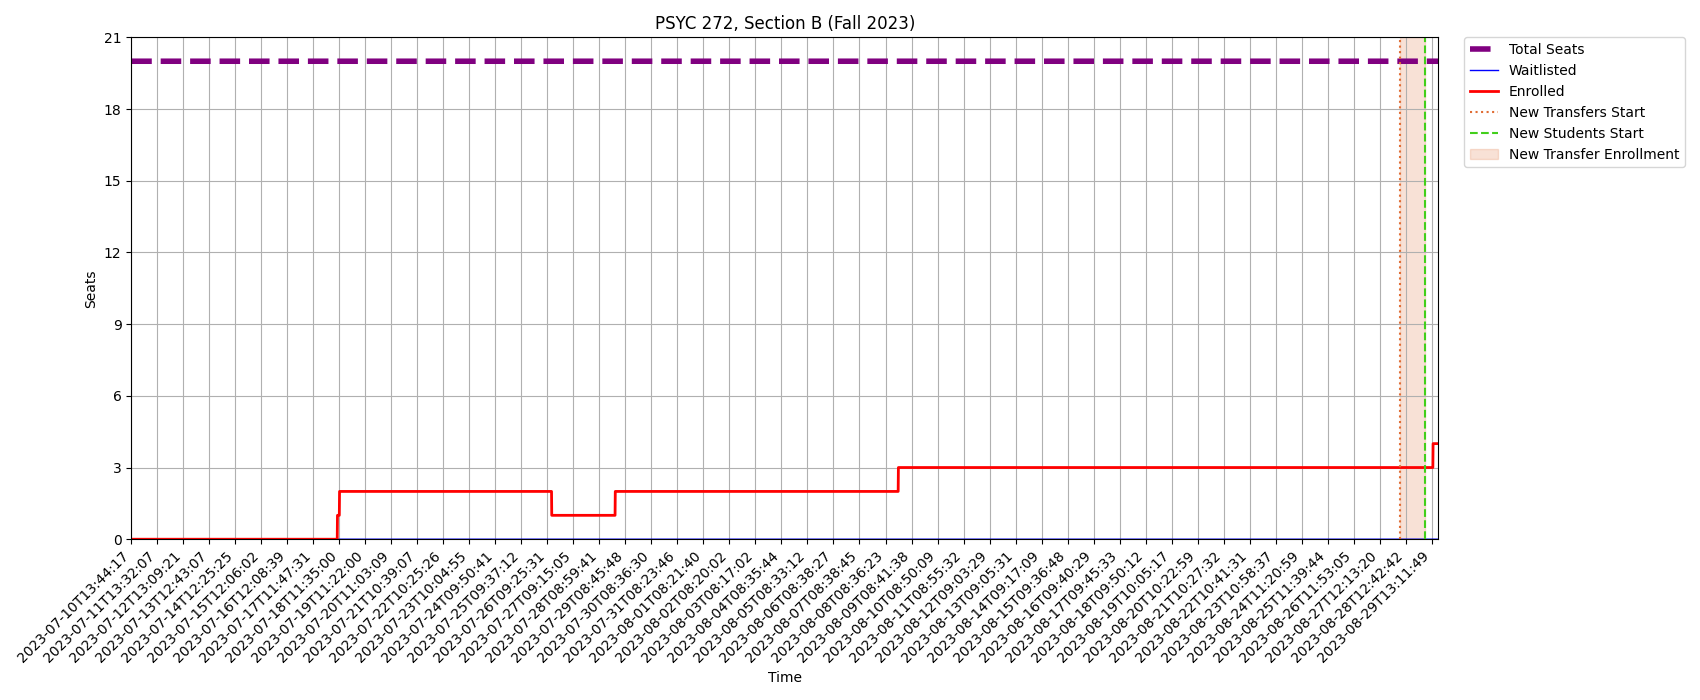 PSYC 272, Section B (Fall 2023)
Total Seats
Waitlisted
Enrolled
New Transfers Start
New Students Start
New Transfer Enrollment
Seats
21
18
15
12
9
6
3
0
2023-07-10T13:44:17
2023-07-11T13:32:07
2023-07-12T13:09:21
2023-07-13T12:43:07
2023-07-14T12:25:25
2023-07-15T12:06:02
2023-07-16T12:08:39
2023-07-17T11:47:31
2023-07-18T11:35:00
2023-07-19T11:22:00
2023-07-20T11:03:09
2023-07-21T10:39:07
2023-07-22T10:25:26
2023-07-23T10:04:55
2023-07-24T09:50:41
2023-07-25T09:37:12
2023-07-26T09:25:31
2023-07-27T09:15:05
2023-07-28T08:59:41
2023-07-29T08:45:48
2023-07-30T08:36:30
2023-07-31T08:23:46
2023-08-01T08:21:40
2023-08-02T08:20:02
2023-08-03T08:17:02
2023-08-04T08:35:44
2023-08-05T08:33:12
2023-08-06T08:38:27
2023-08-07T08:38:45
2023-08-08T08:36:23
2023-08-09T08:41:38
2023-08-10T08:50:09
2023-08-11T08:55:32
2023-08-12T09:03:29
2023-08-13T09:05:31
2023-08-14T09:17:09
2023-08-15T09:36:48
2023-08-16T09:40:29
2023-08-17T09:45:33
2023-08-18T09:50:12
2023-08-19T10:05:17
2023-08-20T10:22:59
2023-08-21T10:27:32
2023-08-22T10:41:31
2023-08-23T10:58:37
2023-08-24T11:20:59
2023-08-25T11:39:44
2023-08-26T11:53:05
2023-08-27T12:13:20
2023-08-28T12:42:42
2023-08-29T13:11:49
Time